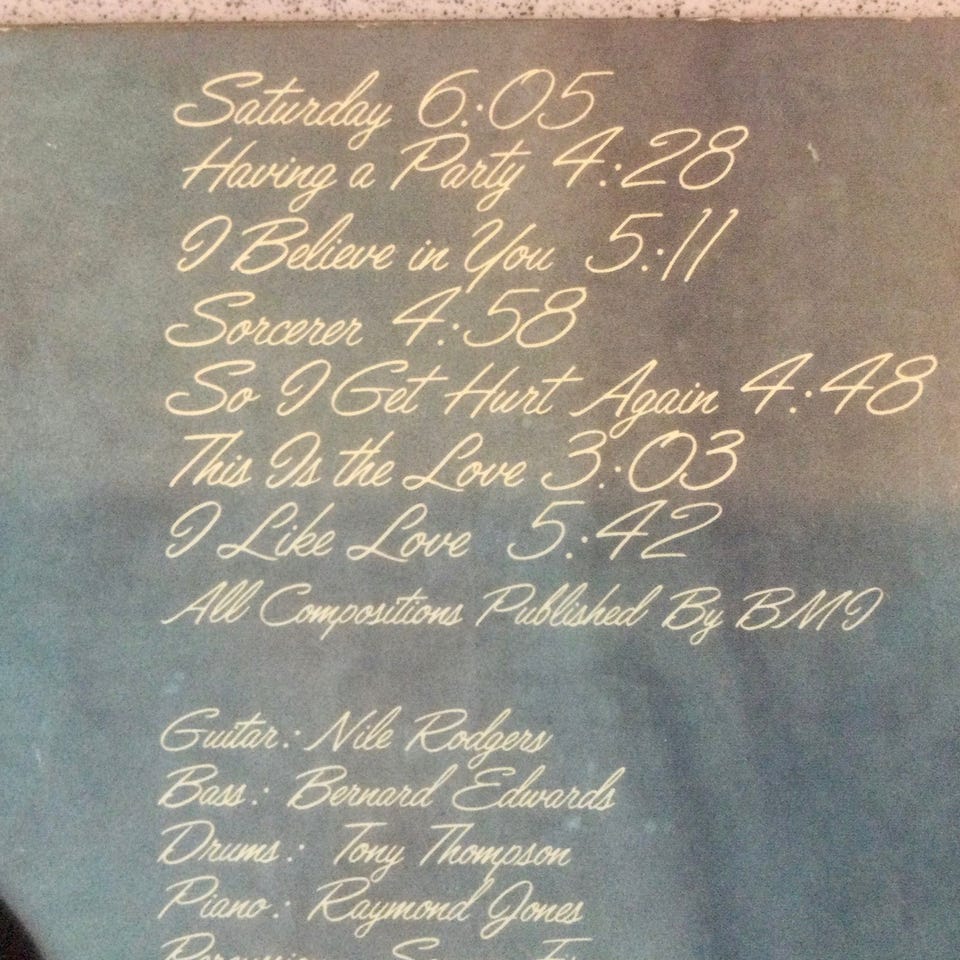 Saturday 6:05
Having a Party 4:28
I Believe in You 5:11
Sorcerer 4:58
So I Get Hurt Again 4:48
This Is the Love 3:03
I Like Love 5:42
All Compositions Published By BMI
Guitar: Nile Rodgers
Bass: Bernard Edwards
Drums: Tony Thompson
Piano: Raymond Jones